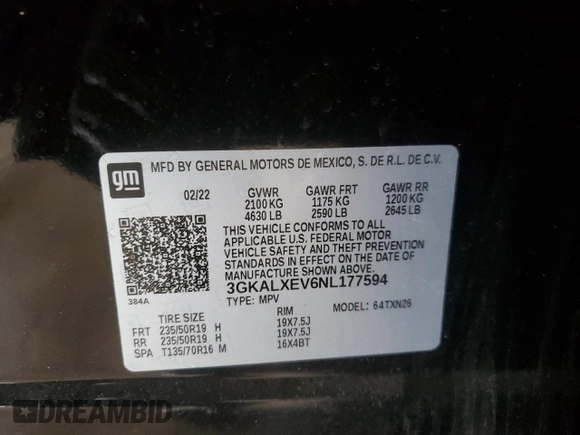 gm
MFD BY GENERAL MOTORS DE MEXICO, S. DE R.L. DE C.V.
02/22 GVWR GAWR FRT GAWR RR
2100 KG 1175 KG 1200 KG
4630 LB 2590 LB 2645 LB
THIS VEHICLE CONFORMS TO ALL
APPLICABLE U.S. FEDERAL MOTOR
VEHICLE SAFETY AND THEFT PREVENTION
STANDARDS IN EFFECT ON THE DATE OF
MANUFACTURE SHOWN ABOVE.
384A 3GKALXEV6NL177594
TYPE: MPV MODEL: 64TXN26
TIRE SIZE RIM
FRT 235/50R19 H 19X7.5J
RR 235/50R19 H 19X7.5J
SPA T135/70R16 M 16X4BT
DREAMBID